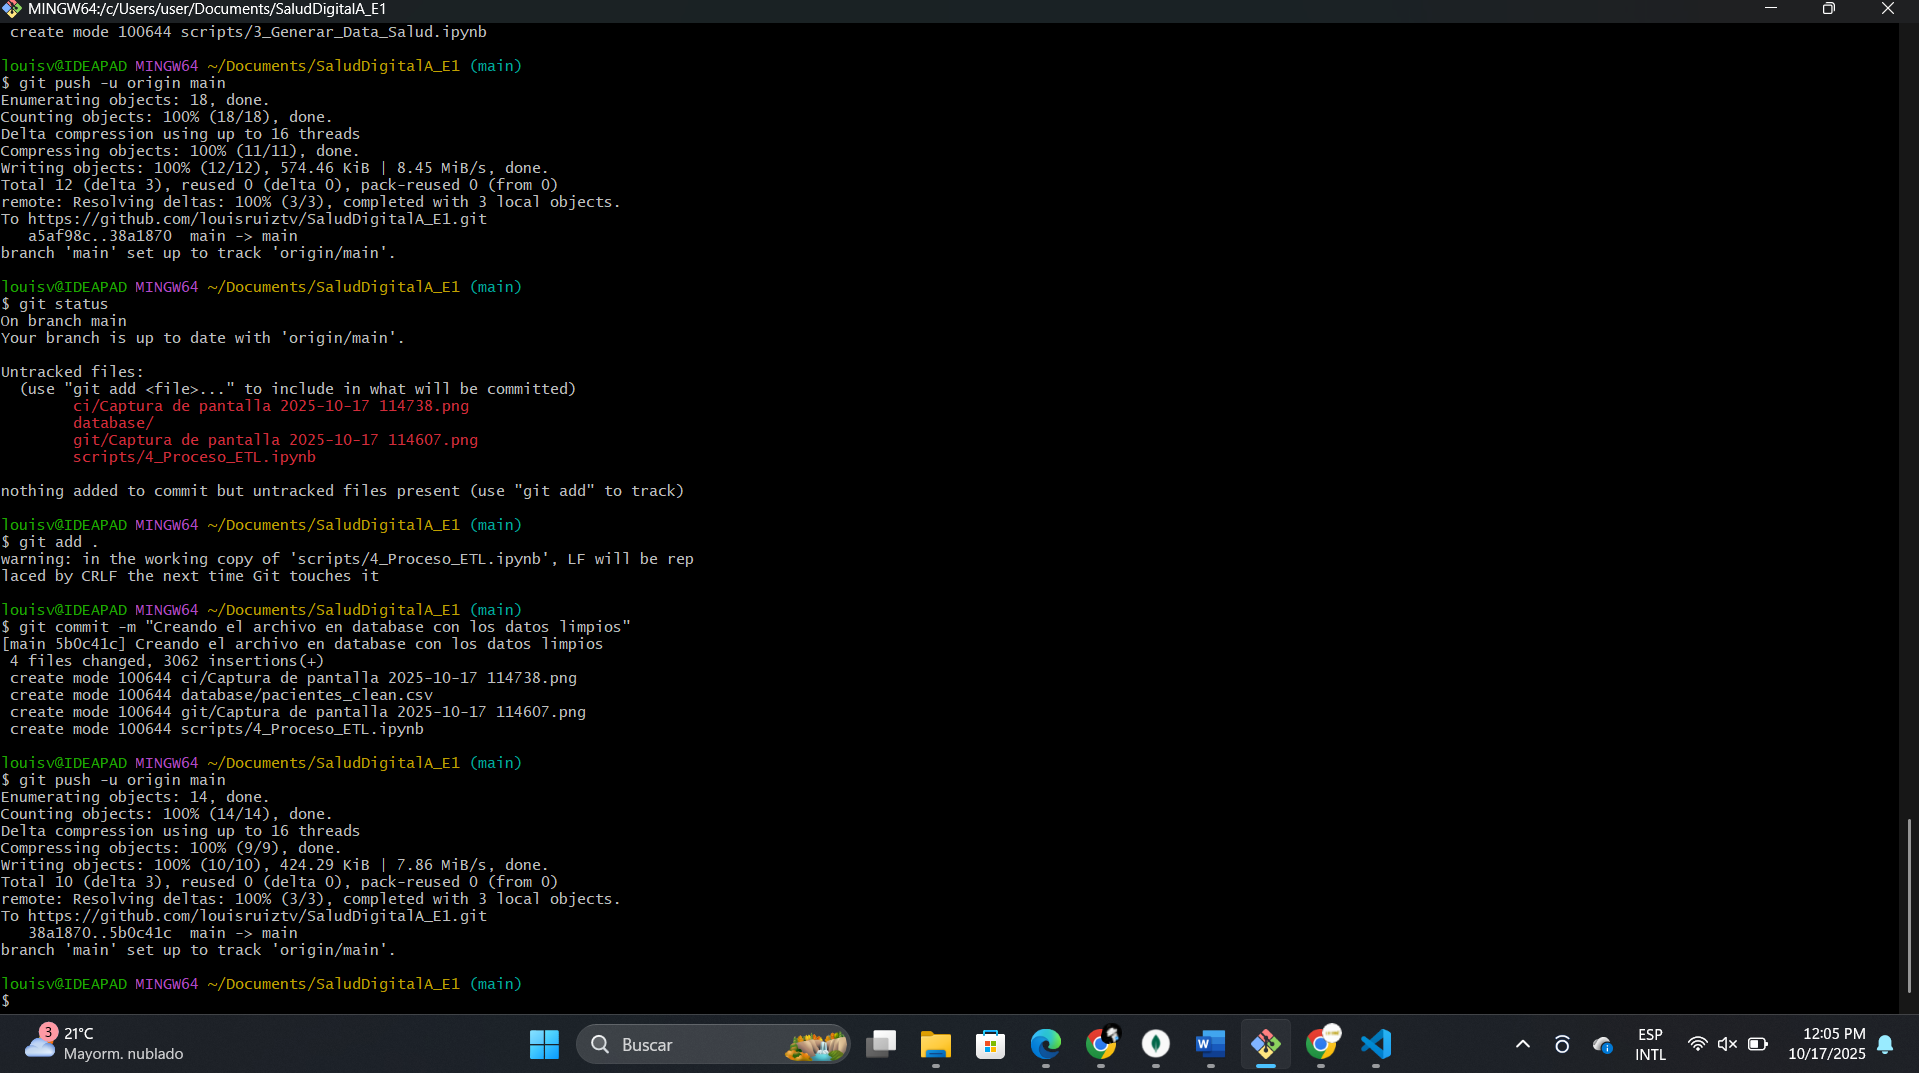 MINGW64:/c/Users/user/Documents/SaludDigitalA_E1
create mode 100644 scripts/3_Generar_Data_Salud.ipynb
louisv@IDEAPAD MINGW64 ~/Documents/SaludDigitalA_E1 (main)
$ git push -u origin main
Enumerating objects: 18, done.
Counting objects: 100% (18/18), done.
Delta compression using up to 16 threads
Compressing objects: 100% (11/11), done.
Writing objects: 100% (12/12), 574.46 KiB | 8.45 MiB/s, done.
Total 12 (delta 3), reused 0 (delta 0), pack-reused 0 (from 0)
remote: Resolving deltas: 100% (3/3), completed with 3 local objects.
To https://github.com/louisruiztv/SaludDigitalA_E1.git
a5af98c..38a1870  main -> main
branch 'main' set up to track 'origin/main'.
louisv@IDEAPAD MINGW64 ~/Documents/SaludDigitalA_E1 (main)
$ git status
On branch main
Your branch is up to date with 'origin/main'.
Untracked files:
(use "git add <file>..." to include in what will be committed)
ci/Captura de pantalla 2025-10-17 114738.png
database/
git/Captura de pantalla 2025-10-17 114607.png
scripts/4_Proceso_ETL.ipynb
nothing added to commit but untracked files present (use "git add" to track)
louisv@IDEAPAD MINGW64 ~/Documents/SaludDigitalA_E1 (main)
$ git add .
warning: in the working copy of 'scripts/4_Proceso_ETL.ipynb', LF will be rep
laced by CRLF the next time Git touches it
louisv@IDEAPAD MINGW64 ~/Documents/SaludDigitalA_E1 (main)
$ git commit -m "Creando el archivo en database con los datos limpios"
[main 5b0c41c] Creando el archivo en database con los datos limpios
4 files changed, 3062 insertions(+)
create mode 100644 ci/Captura de pantalla 2025-10-17 114738.png
create mode 100644 database/pacientes_clean.csv
create mode 100644 git/Captura de pantalla 2025-10-17 114607.png
create mode 100644 scripts/4_Proceso_ETL.ipynb
louisv@IDEAPAD MINGW64 ~/Documents/SaludDigitalA_E1 (main)
$ git push -u origin main
Enumerating objects: 14, done.
Counting objects: 100% (14/14), done.
Delta compression using up to 16 threads
Compressing objects: 100% (9/9), done.
Writing objects: 100% (10/10), 424.29 KiB | 7.86 MiB/s, done.
Total 10 (delta 3), reused 0 (delta 0), pack-reused 0 (from 0)
remote: Resolving deltas: 100% (3/3), completed with 3 local objects.
To https://github.com/louisruiztv/SaludDigitalA_E1.git
38a1870..5b0c41c  main -> main
branch 'main' set up to track 'origin/main'.
louisv@IDEAPAD MINGW64 ~/Documents/SaludDigitalA_E1 (main)
$
3
21°C
Mayorm. nublado
Buscar
ESP
INTL
12:05 PM
10/17/2025